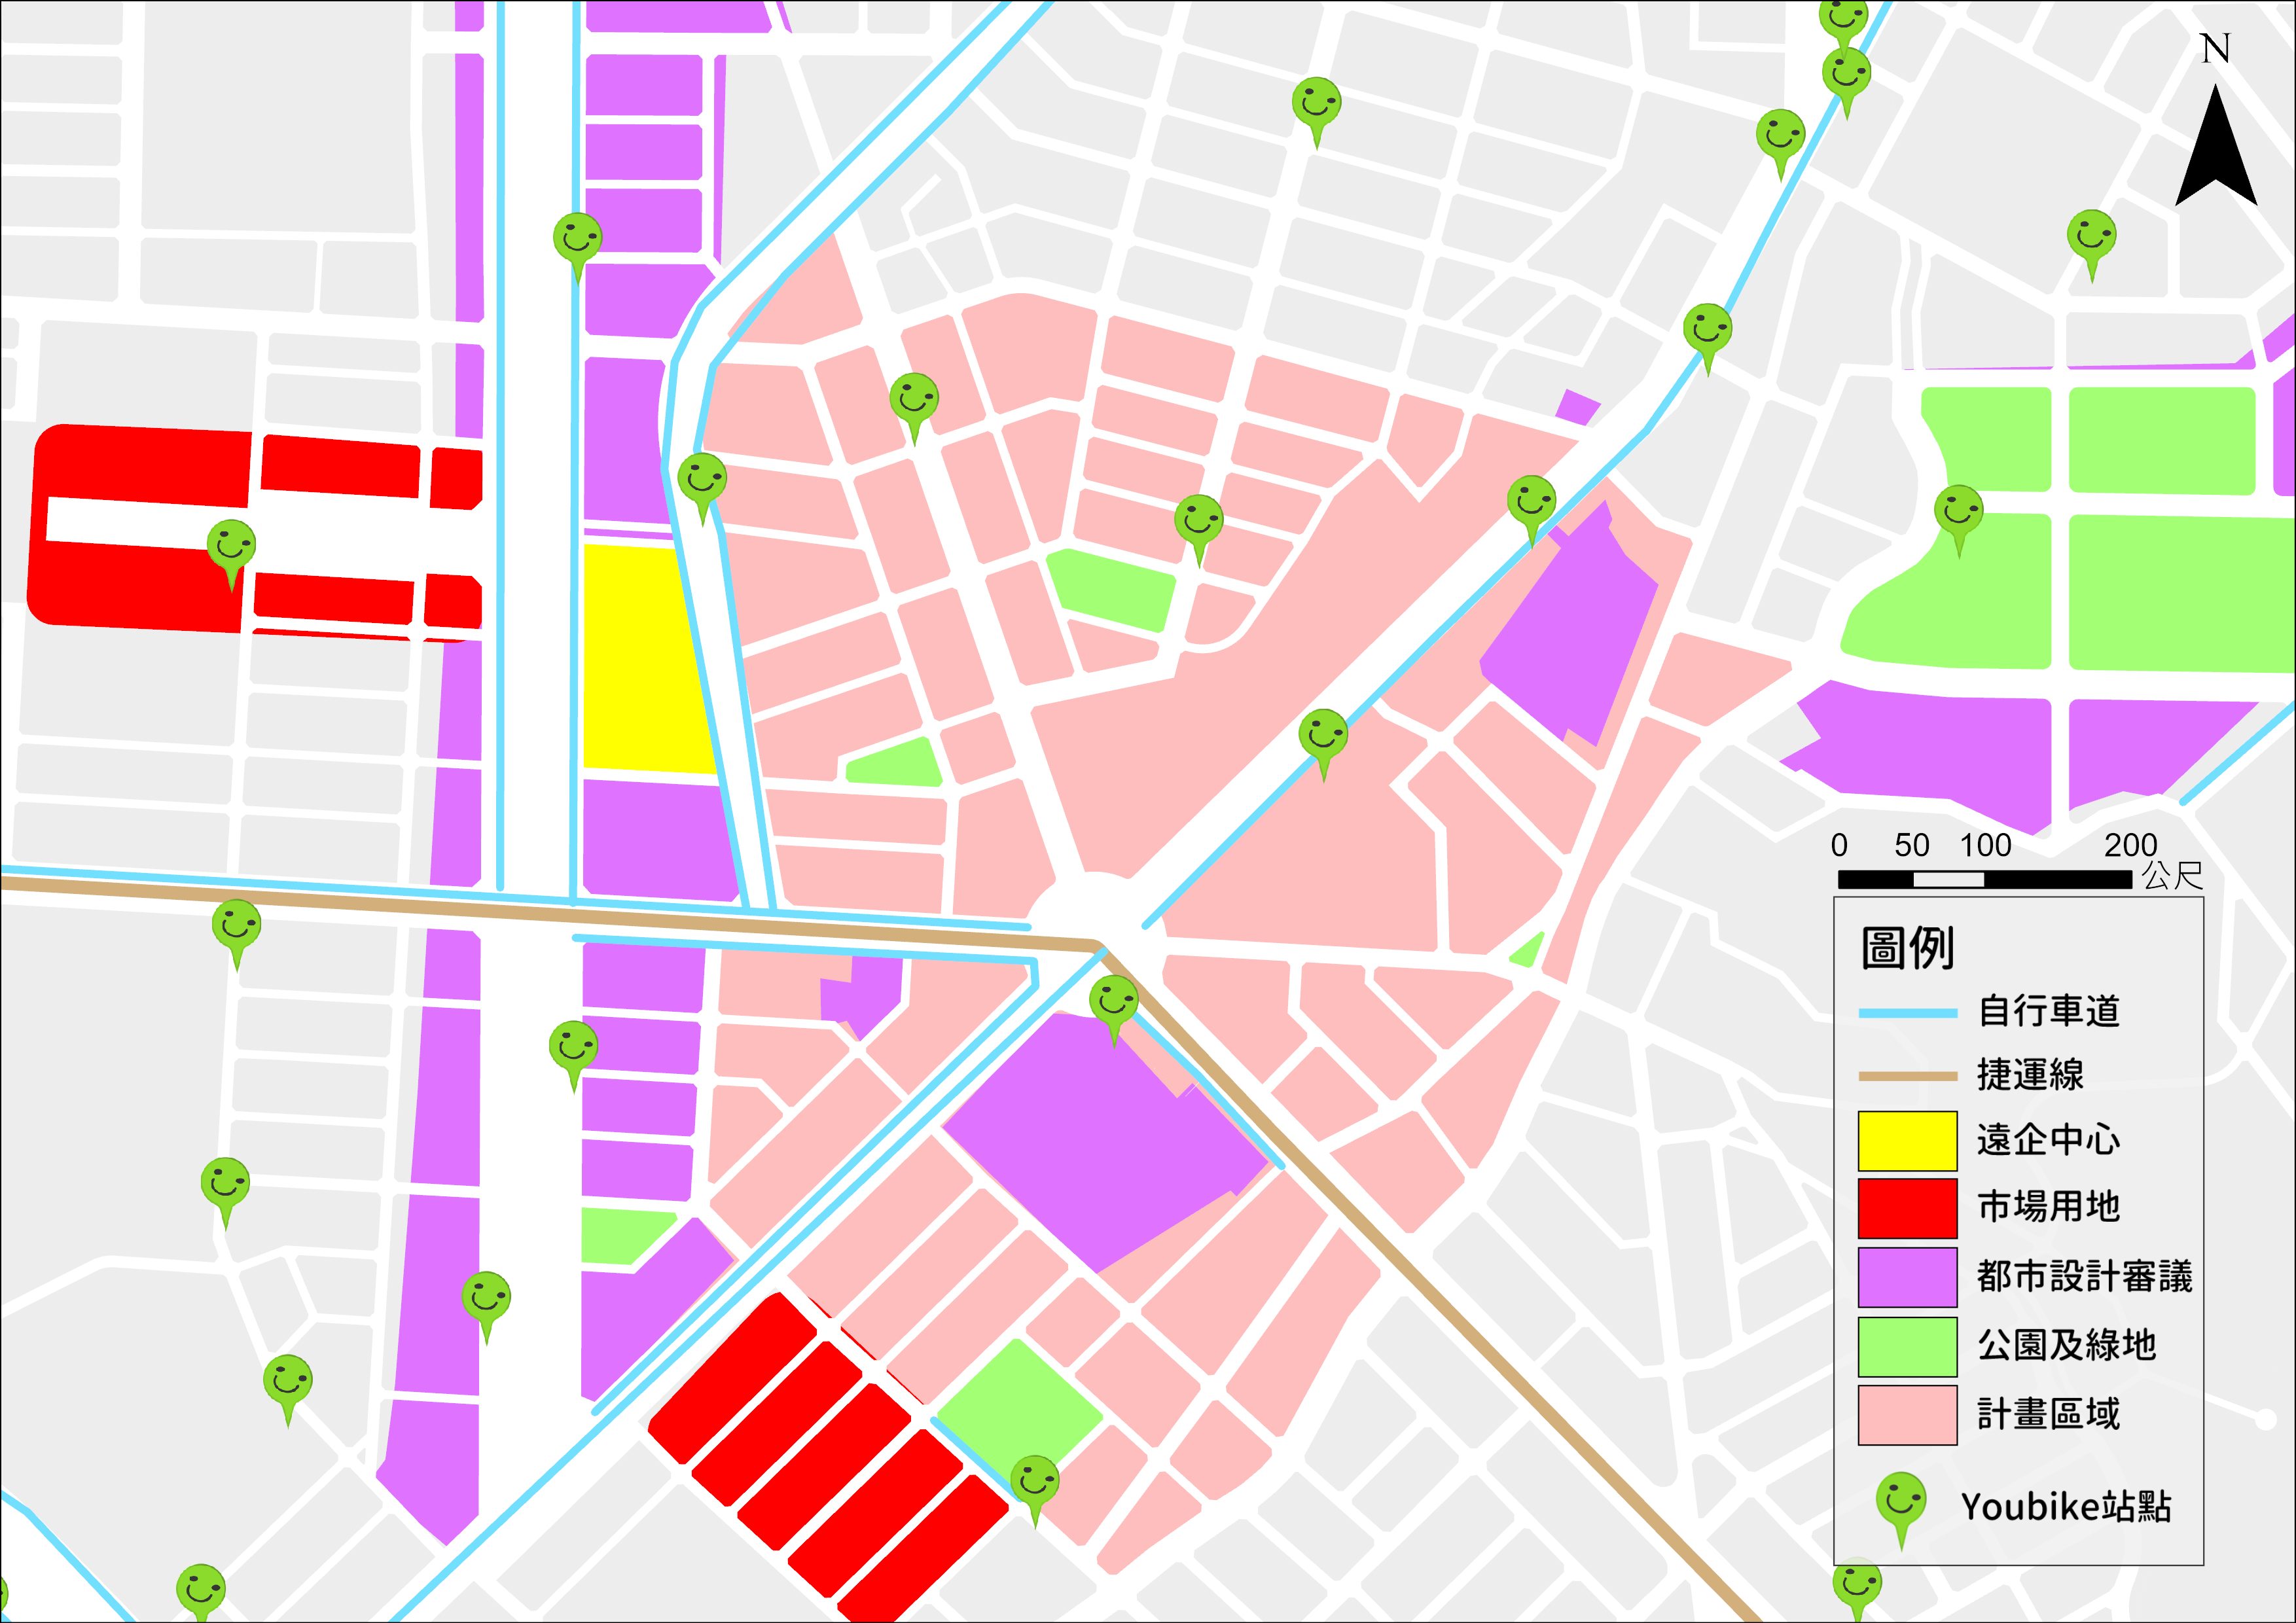 N
0 50 100 200
公尺
圖例
自行車道
捷運線
遠企中心
市場用地
都市設計審議
公園及綠地
計畫區域
Youbike站點